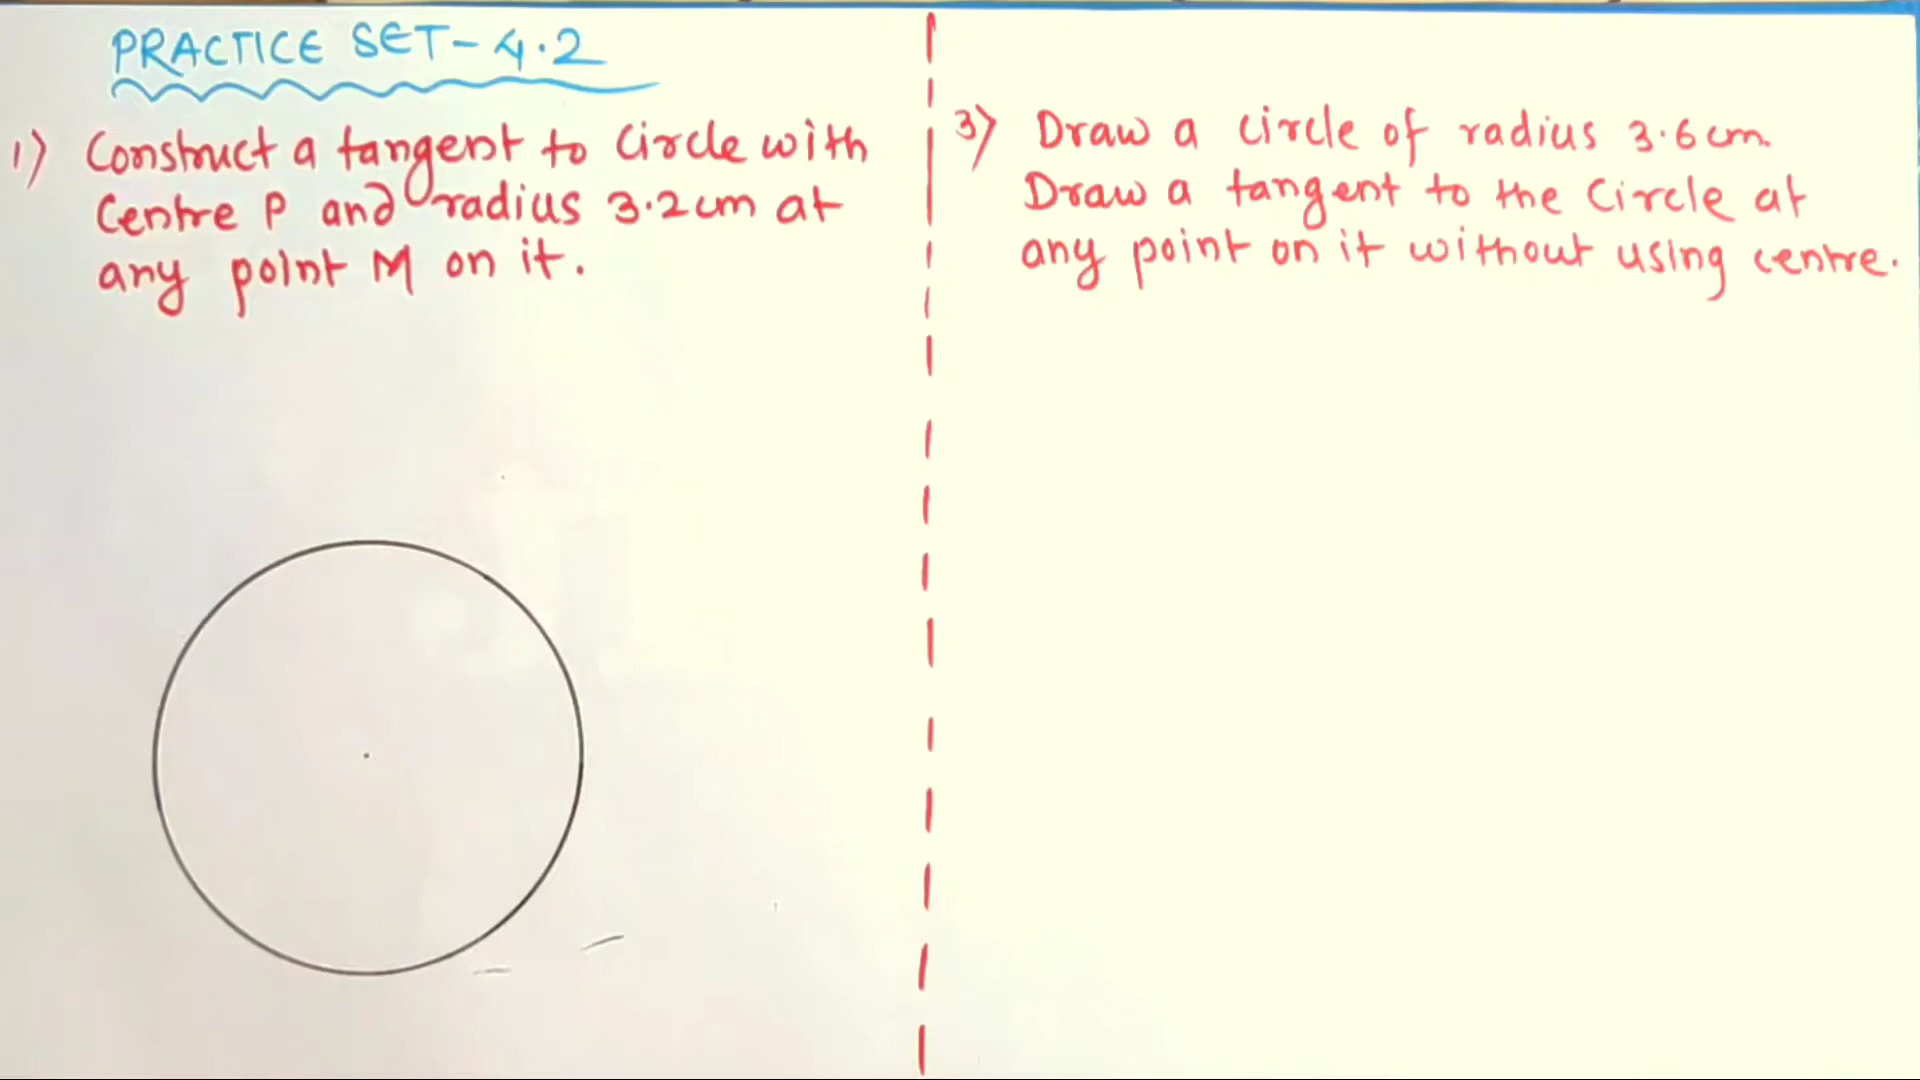 PRACTICE SET - 4.2
1) Construct a tangent to Circle with
Centre P and radius 3.2cm at
any point M on it.
3) Draw a circle of radius 3.6cm.
Draw a tangent to the Circle at
any point on it without using centre.